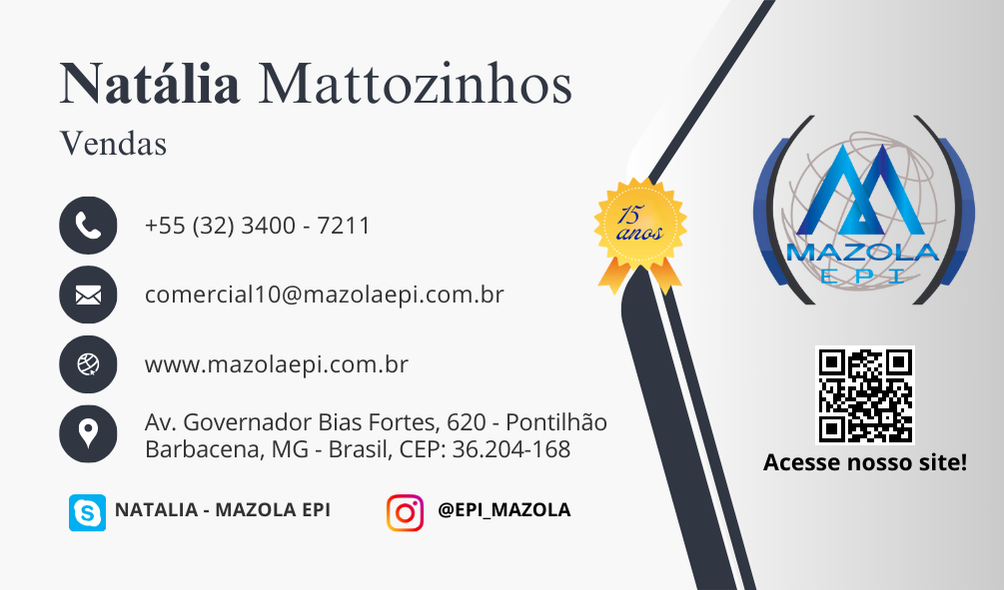 Natália Mattozinhos
Vendas
+55 (32) 3400 - 7211
comercial10@mazolaepi.com.br
www.mazolaepi.com.br
Av. Governador Bias Fortes, 620 - Pontilhão
Barbacena, MG - Brasil, CEP: 36.204-168
NATALIA - MAZOLA EPI
@EPI_MAZOLA
15
anos
MAZOLA
EPI
Acesse nosso site!